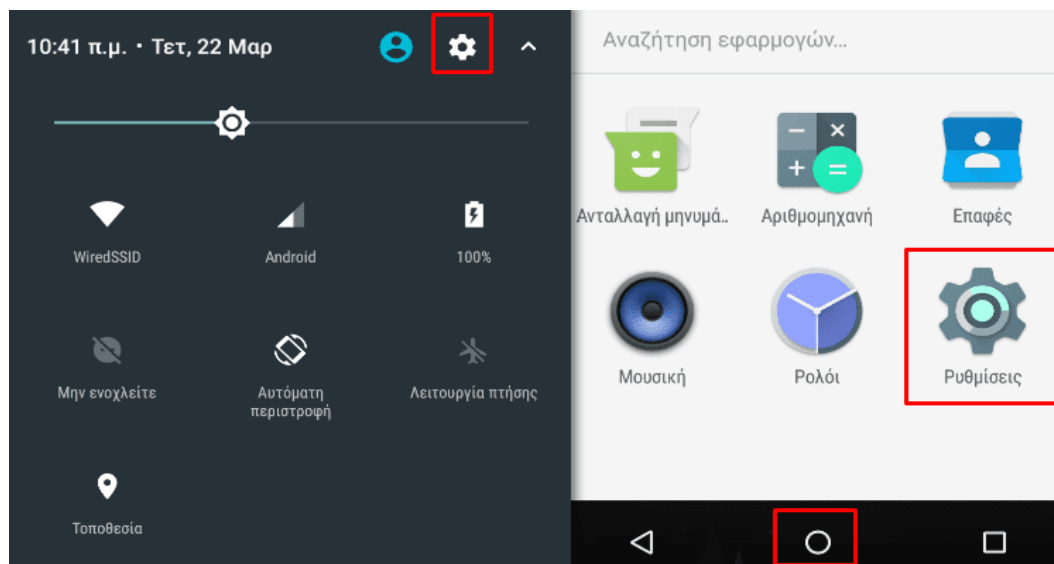 10:41 π.μ. • Τετ, 22 Μαρ
WiredSSID
Android
100%
Μην ενοχλείτε
Αυτόματη
περιστροφή
Λειτουργία πτήσης
Τοποθεσία
Αναζήτηση εφαρμογών...
Ανταλλαγή μηνυμά..
Αριθμομηχανή
Επαφές
Μουσική
Ρολόι
Ρυθμίσεις